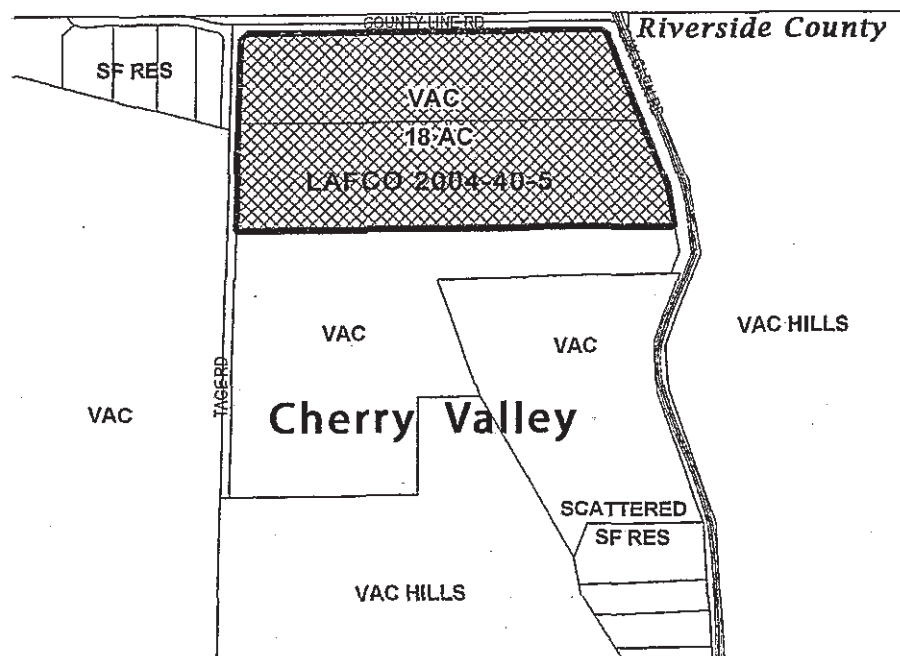 COUNTY LINE RD
Riverside County
SF RES
VAC
18 AC
LAFCO 2004-40-5
VAC
VAC
VAC HILLS
TAGE RD
VAC
Cherry Valley
SCATTERED
SF RES
VAC HILLS